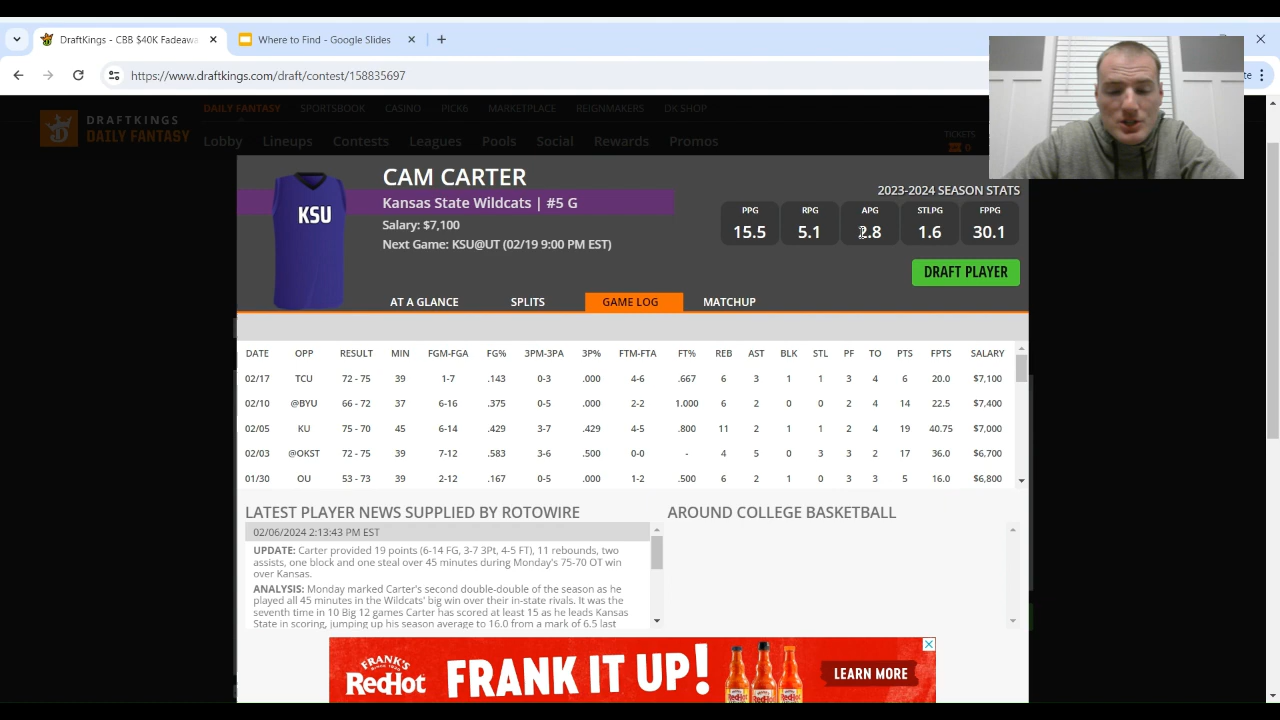 DraftKings - CBB $40K Fadeawa
Where to Find - Google Slides
https://www.draftkings.com/draft/contest/158035697
DRAFTKINGS
DAILY FANTASY
DAILY FANTASY SPORTSBOOK CASINO PICK6 MARKETPLACE REIGNMAKERS DK SHOP
Lobby Lineups Contests Leagues Pools Social Rewards Promos
TICKETS
0
KSU
CAM CARTER
Kansas State Wildcats | #5 G
Salary: $7,100
Next Game: KSU@UT (02/19 9:00 PM EST)
2023-2024 SEASON STATS
PPG RPG APG STLPG FPPG
15.5 5.1 2.8 1.6 30.1
DRAFT PLAYER
AT A GLANCE SPLITS GAME LOG MATCHUP
DATE OPP RESULT MIN FGM-FGA FG% 3PM-3PA 3P% FTM-FTA FT% REB AST BLK STL PF TO PTS FPTS SALARY
02/17 TCU 72 - 75 39 1-7 .143 0-3 .000 4-6 .667 6 3 1 1 3 4 6 20.0 $7,100
02/10 @BYU 66 - 72 37 6-16 .375 0-5 .000 2-2 1.000 6 2 0 0 2 4 14 22.5 $7,400
02/05 KU 75 - 70 45 6-14 .429 3-7 .429 4-5 .800 11 2 1 1 2 4 19 40.75 $7,000
02/03 @OKST 72 - 75 39 7-12 .583 3-6 .500 0-0 - 4 5 0 3 3 2 17 36.0 $6,700
01/30 OU 53 - 73 39 2-12 .167 0-5 .000 1-2 .500 6 2 1 0 3 3 5 16.0 $6,800
LATEST PLAYER NEWS SUPPLIED BY ROTOWIRE
02/06/2024 2:13:43 PM EST
UPDATE: Carter provided 19 points (6-14 FG, 3-7 3Pt, 4-5 FT), 11 rebounds, two
assists, one block and one steal over 45 minutes during Monday's 75-70 OT win
over Kansas.
ANALYSIS: Monday marked Carter's second double-double of the season as he
played all 45 minutes in the Wildcats' big win over their in-state rivals. It was the
seventh time in 10 Big 12 games Carter has scored at least 15 as he leads Kansas
State in scoring, jumping up his season average to 16.0 from a mark of 6.5 last
AROUND COLLEGE BASKETBALL
FRANK'S
RedHot
FRANK IT UP!
LEARN MORE